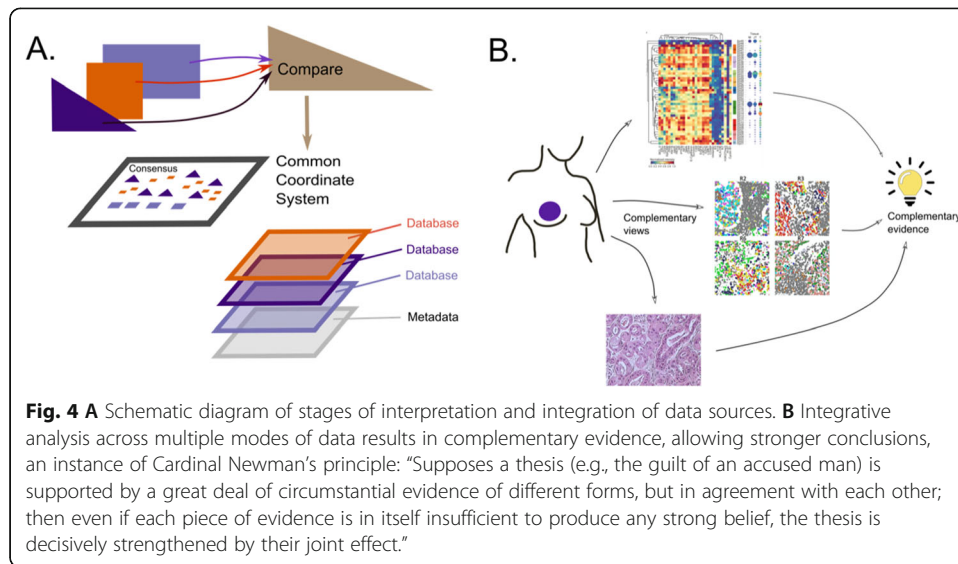 A.
Compare
Consensus
Common
Coordinate
System
Database
Database
Database
Metadata
B.
Complementary
views
R2
R3
Complementary
evidence
Fig. 4 A Schematic diagram of stages of interpretation and integration of data sources. B Integrative
analysis across multiple modes of data results in complementary evidence, allowing stronger conclusions,
an instance of Cardinal Newman’s principle: “Supposes a thesis (e.g., the guilt of an accused man) is
supported by a great deal of circumstantial evidence of different forms, but in agreement with each other;
then even if each piece of evidence is in itself insufficient to produce any strong belief, the thesis is
decisively strengthened by their joint effect.”